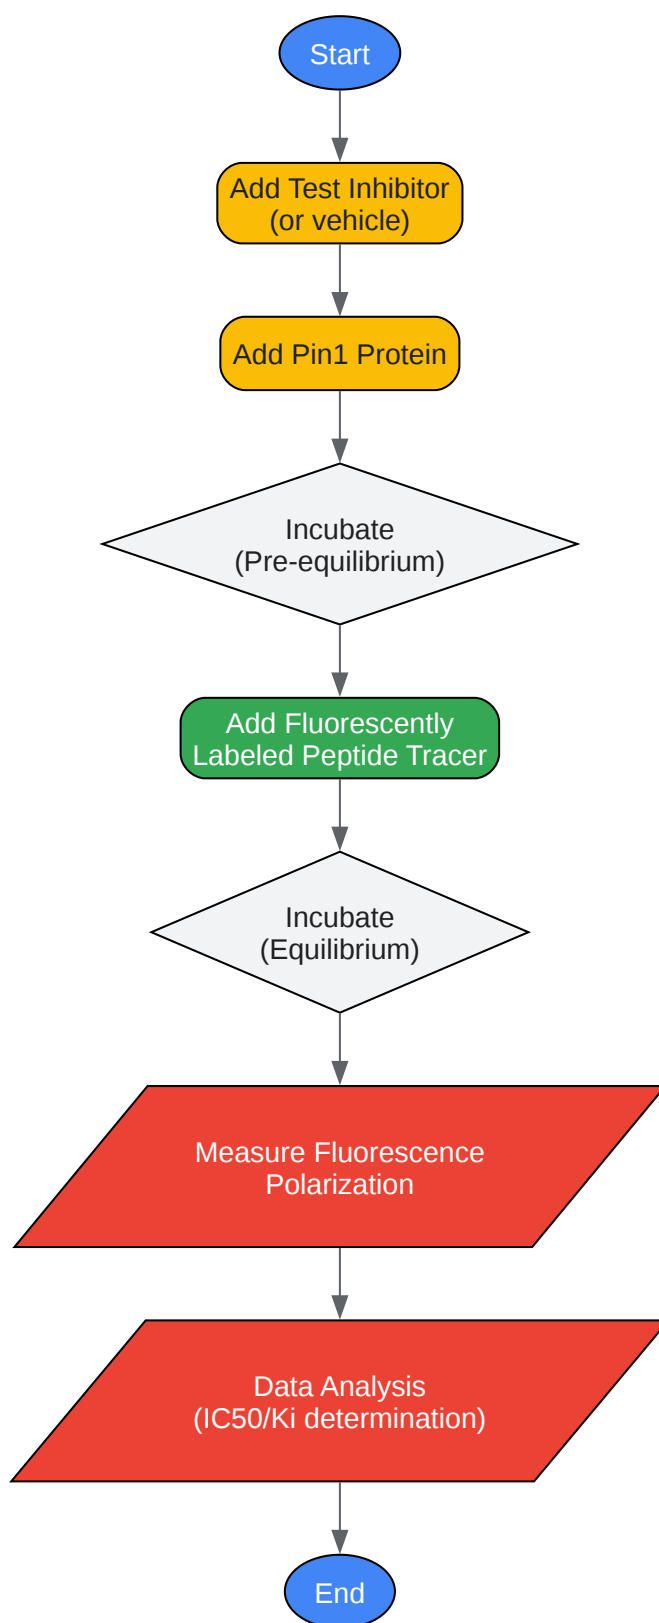 Start
Add Test Inhibitor
(or vehicle)
Add Pin1 Protein
Incubate
(Pre-equilibrium)
Add Fluorescently
Labeled Peptide Tracer
Incubate
(Equilibrium)
Measure Fluorescence
Polarization
Data Analysis
(IC50/Ki determination)
End